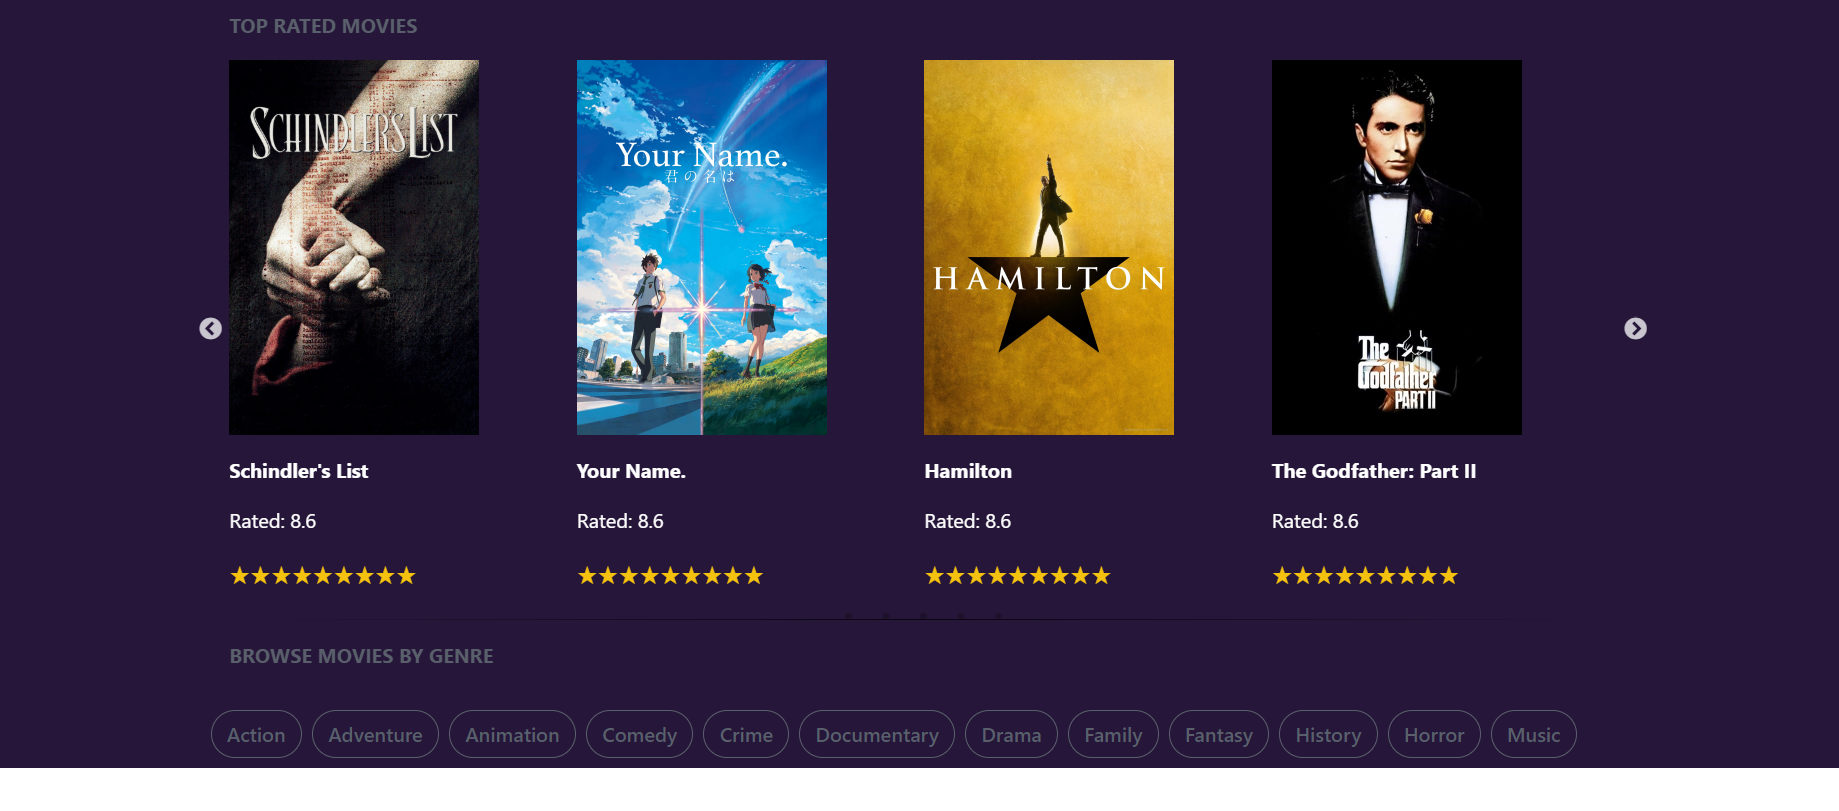 TOP RATED MOVIES
SCHINDLER'S LIST
Your Name.
君の名は
HAMILTON
The
Godfather
PART II
Schindler's List
Your Name.
Hamilton
The Godfather: Part II
Rated: 8.6
Rated: 8.6
Rated: 8.6
Rated: 8.6
BROWSE MOVIES BY GENRE
Action
Adventure
Animation
Comedy
Crime
Documentary
Drama
Family
Fantasy
History
Horror
Music